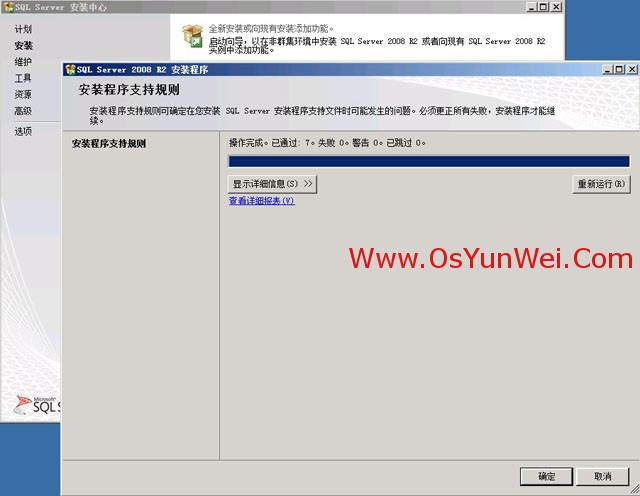 SQL Server 安装中心
计划
安装
维护
工具
资源
高级
选项
全新安装或向现有安装添加功能。
启动向导，以在非群集环境中安装 SQL Server 2008 R2 或者向现有 SQL Server 2008 R2
实例中添加功能。
SQL Server 2008 R2 安装程序
安装程序支持规则
安装程序支持规则可确定在您安装 SQL Server 安装程序支持文件时可能发生的问题。必须更正所有失败，安装程序才能继
续。
安装程序支持规则
操作完成。已通过: 7。失败 0。警告 0。已跳过 0。
显示详细信息(S) >>
重新运行(R)
查看详细报表(V)
Www.OsYunWei.Com
Microsoft
SQL S
确定
取消